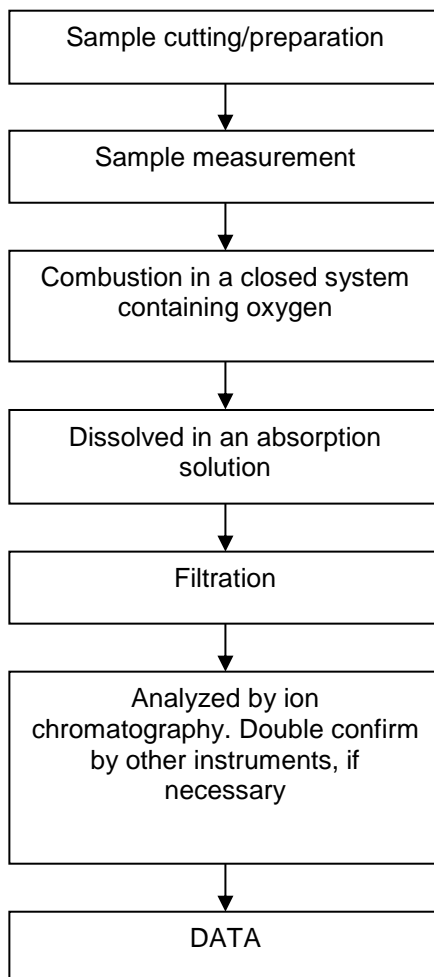 Sample cutting/preparation
Sample measurement
Combustion in a closed system
containing oxygen
Dissolved in an absorption
solution
Filtration
Analyzed by ion
chromatography. Double confirm
by other instruments, if
necessary
DATA